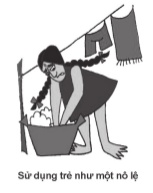 Sử dụng trẻ như một nô lệ